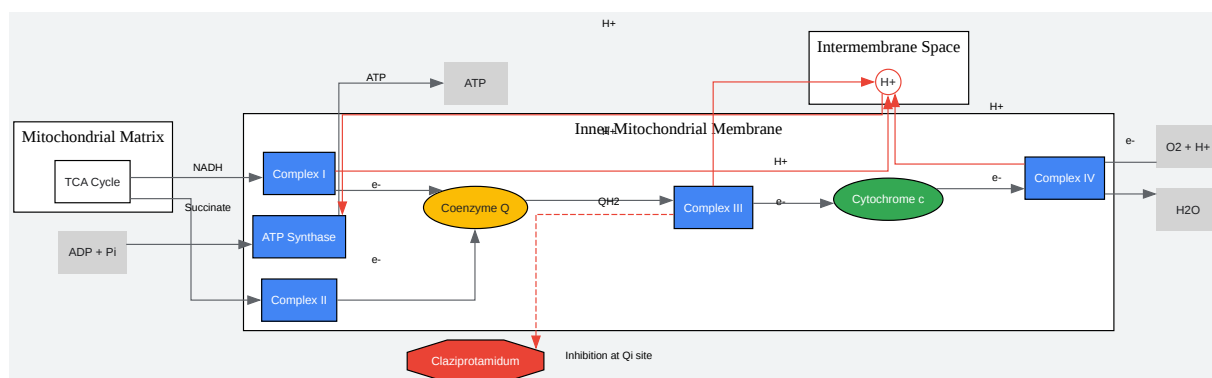 H+
Intermembrane Space
H+
ATP
ATP
H+
Inner Mitochondrial Membrane
H+
Mitochondrial Matrix
TCA Cycle
NADH
Succinate
Complex I
e-
H+
e-
O2 + H+
Complex IV
e-
H2O
Coenzyme Q
QH2
Complex III
e-
Cytochrome c
ATP Synthase
ADP + Pi
e-
Complex II
Inhibition at Qi site
Claziprotamidum